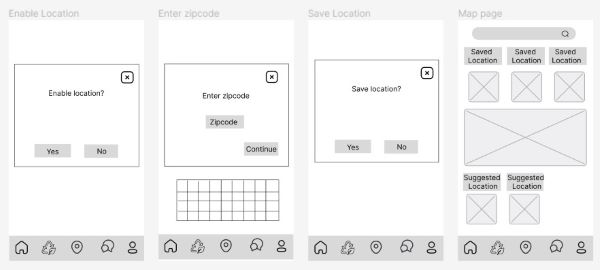 Enable Location
Enter zipcode
Save Location
Map page
Enable location?
Yes
No
Enter zipcode
Zipcode
Continue
Save location?
Yes
No
Saved
Location
Saved
Location
Saved
Location
Suggested
Location
Suggested
Location